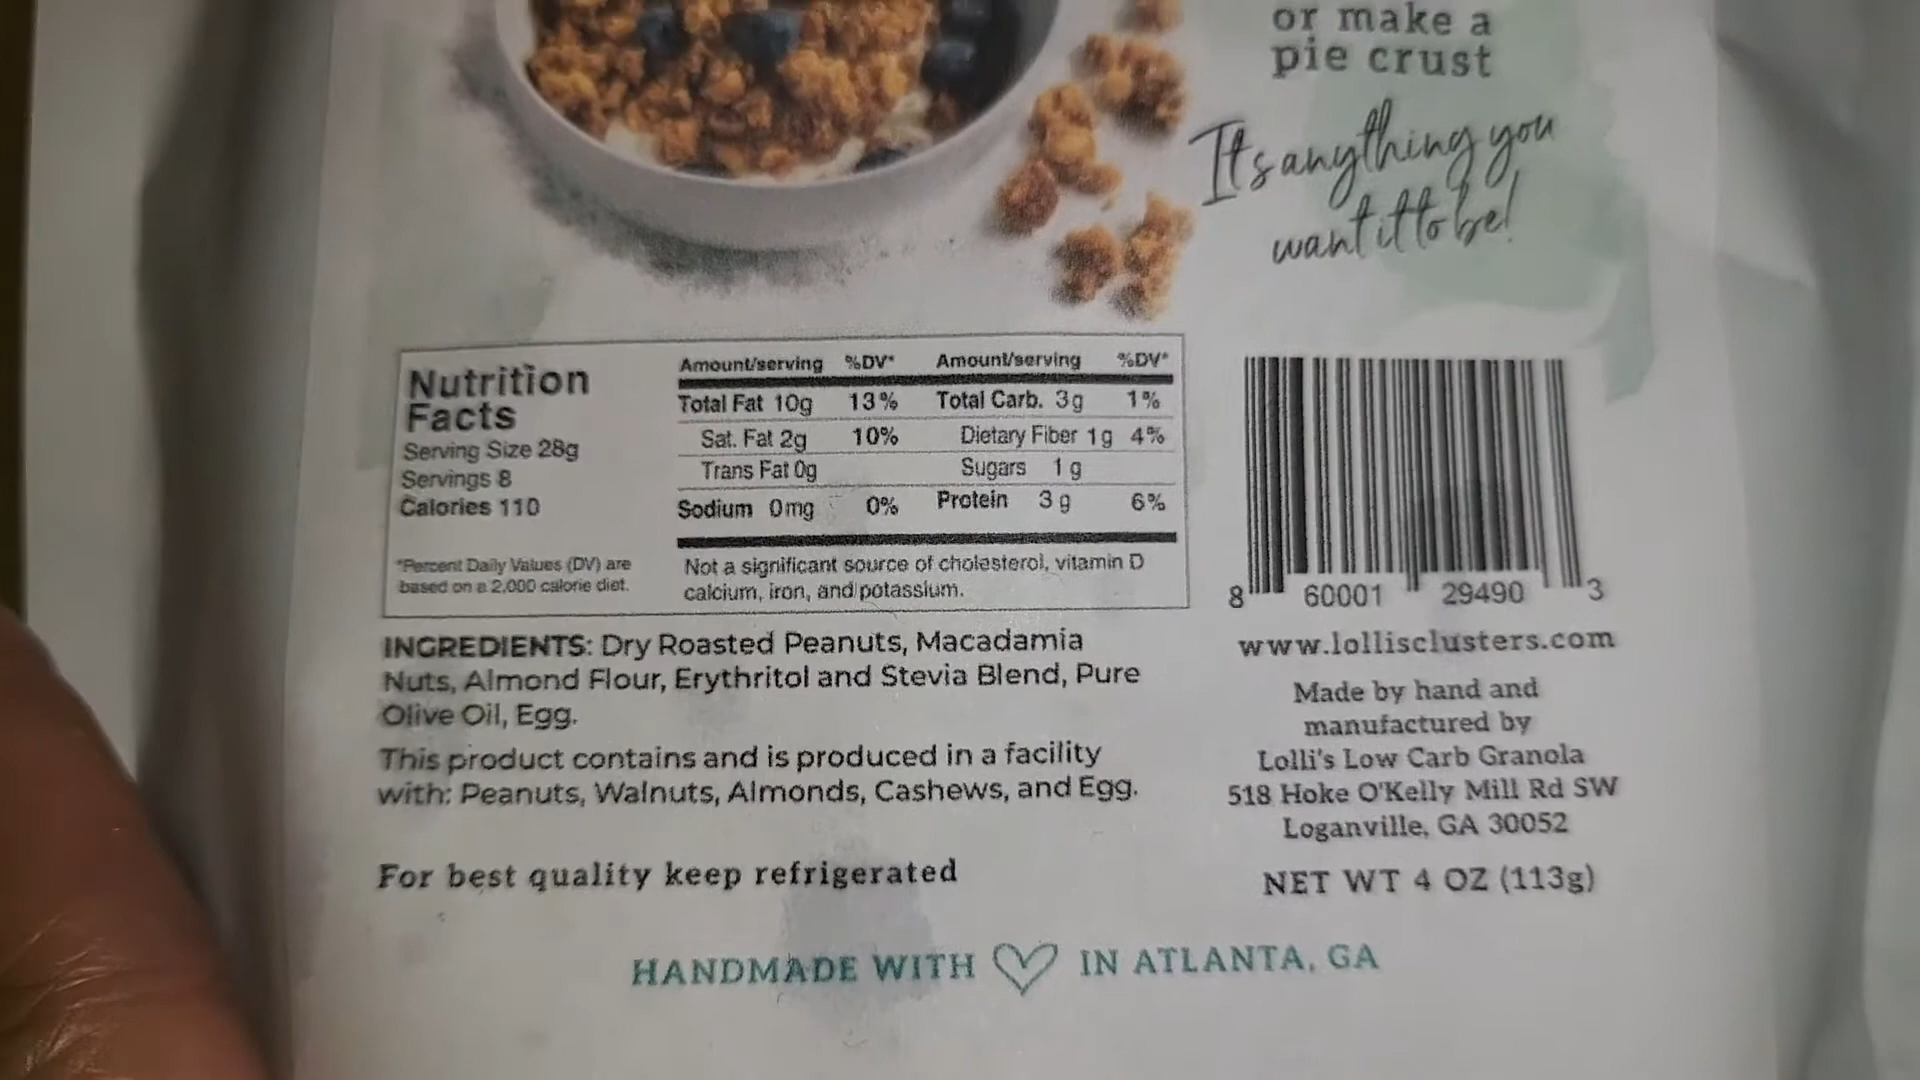 or make a
pie crust
It's anything you
want it to be!
Nutrition
Facts
Serving Size 28g
Servings 8
Calories 110
*Percent Daily Values (DV) are
based on a 2,000 calorie diet.
Amount/serving %DV* Amount/serving %DV*
Total Fat 10g 13% Total Carb. 3g 1%
Sat. Fat 2g 10% Dietary Fiber 1g 4%
Trans Fat 0g Sugars 1g
Sodium 0mg 0% Protein 3g 6%
Not a significant source of cholesterol, vitamin D
calcium, iron, and potassium.
INGREDIENTS: Dry Roasted Peanuts, Macadamia
Nuts, Almond Flour, Erythritol and Stevia Blend, Pure
Olive Oil, Egg.
This product contains and is produced in a facility
with: Peanuts, Walnuts, Almonds, Cashews, and Egg.
For best quality keep refrigerated
8 60001 29490 3
www.lollisclusters.com
Made by hand and
manufactured by
Lolli's Low Carb Granola
518 Hoke O'Kelly Mill Rd SW
Loganville, GA 30052
NET WT 4 OZ (113g)
HANDMADE WITH IN ATLANTA, GA